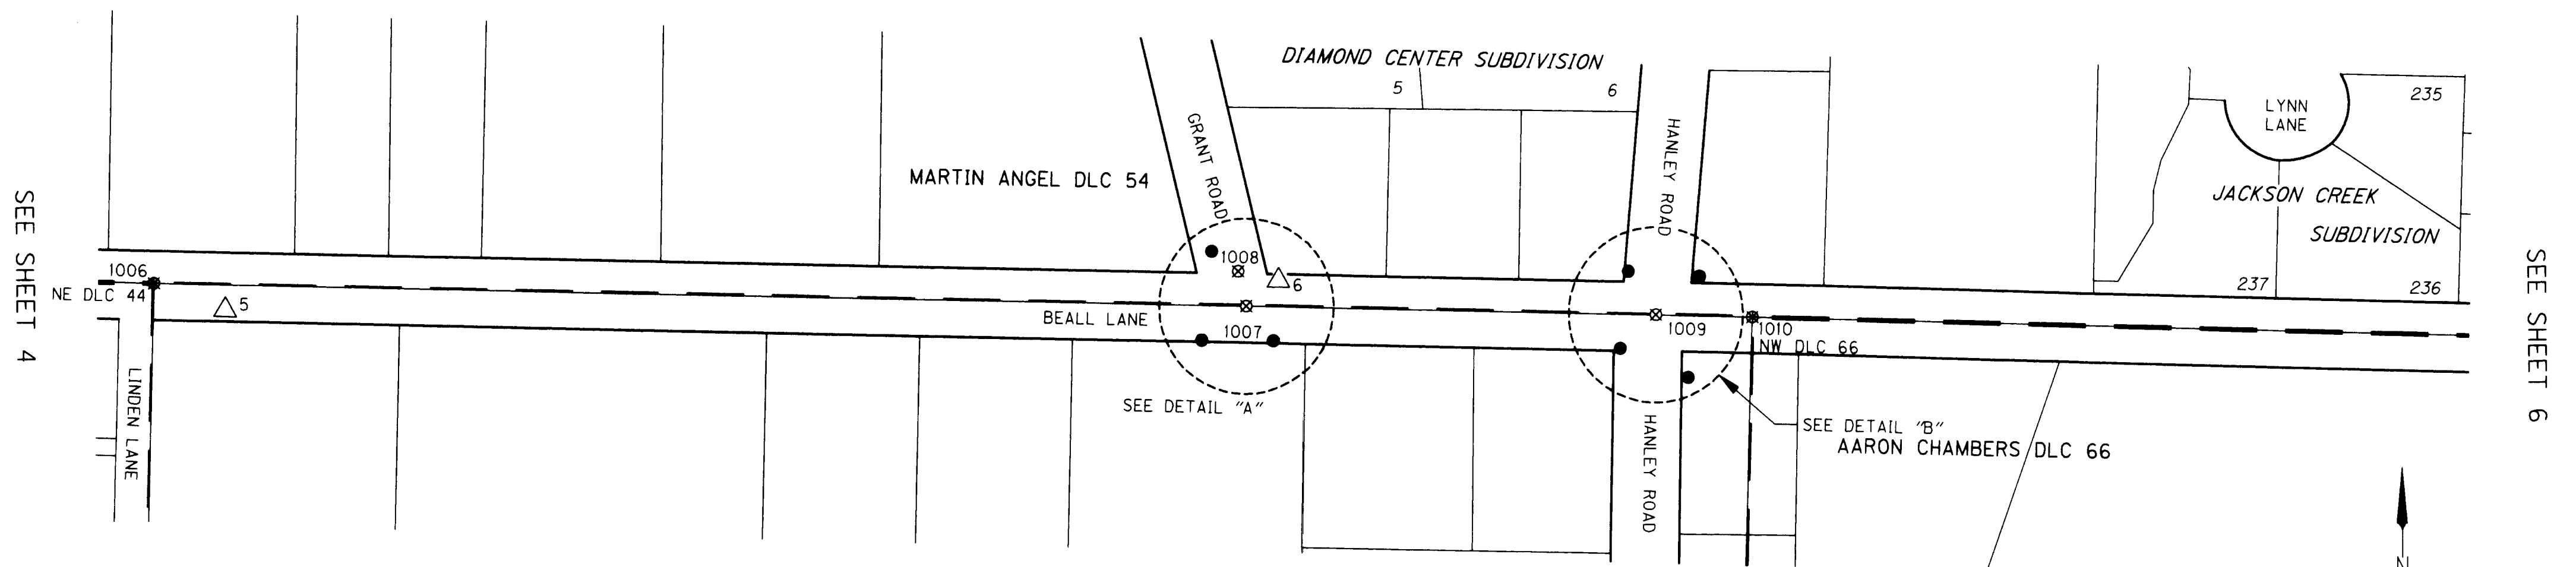 DIAMOND CENTER SUBDIVISION
5
6
235
LYNN
LANE
GRANT ROAD
HANLEY ROAD
MARTIN ANGEL DLC 54
JACKSON CREEK
SUBDIVISION
SEE SHEET 4
SEE SHEET 6
1006
NE DLC 44
5
1008
6
237
236
BEALL LANE
1007
1009
1010
NW DLC 66
LINDEN LANE
SEE DETAIL "A"
HANLEY ROAD
SEE DETAIL "B"
AARON CHAMBERS DLC 66
N